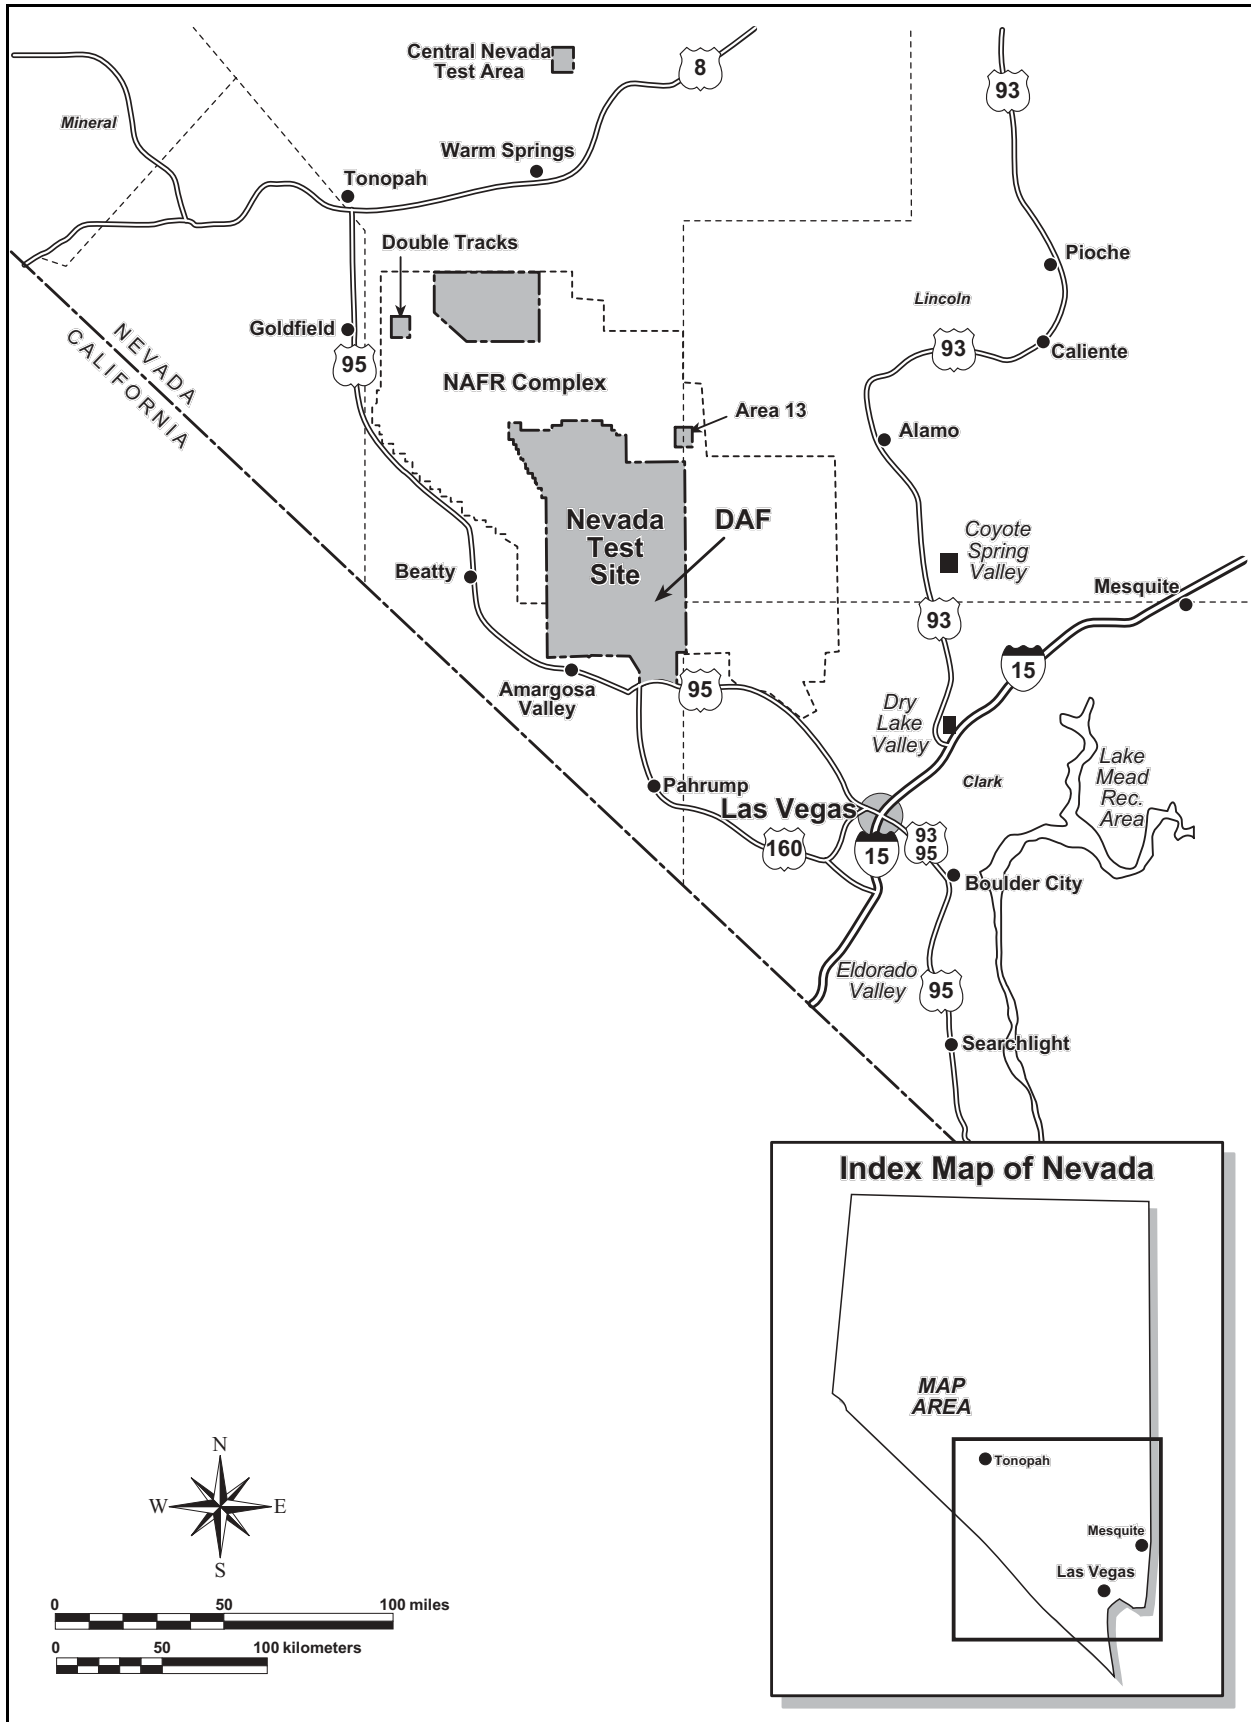 Central Nevada
Test Area
8
93
Mineral
Warm Springs
Tonopah
Double Tracks
Pioche
Lincoln
Goldfield
NEVADA
CALIFORNIA
95
93
Caliente
NAFR Complex
Area 13
Alamo
Nevada
Test
Site
DAF
Coyote
Spring
Valley
Beatty
Mesquite
93
15
Amargosa
Valley
95
Dry
Lake
Valley
Lake
Mead
Rec.
Area
Clark
Pahrump
Las Vegas
160
15
93
95
Boulder City
Eldorado
Valley
95
Searchlight
Index Map of Nevada
MAP
AREA
Tonopah
Mesquite
Las Vegas
N
W E
S
0 50 100 miles
0 50 100 kilometers